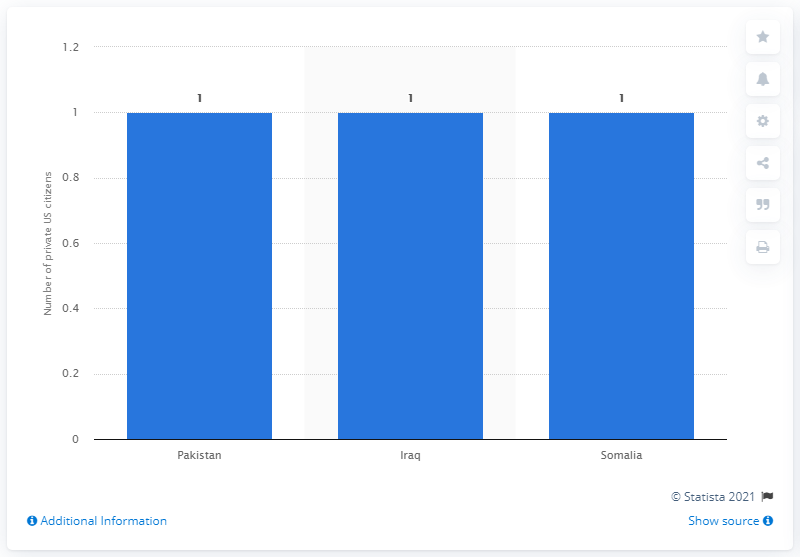 1.2
1
0.8
0.6
0.4
0.2
0
Number of private US citizens
1 1 1
Pakistan Iraq Somalia
© Statista 2021
Additional Information
Show source